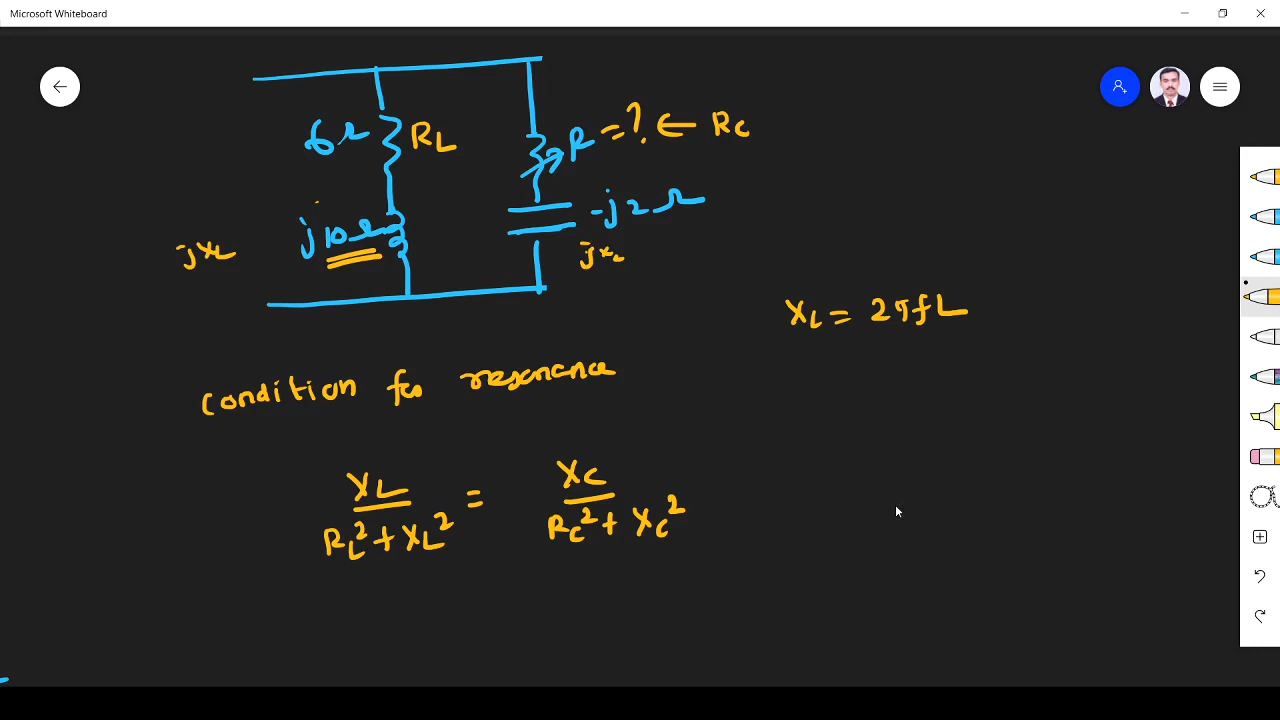 Microsoft Whiteboard
6Ω RL R = ? ← Rc
j10Ω -j2Ω
jXL
XL = 2πfL
condition for resonance
XL / RL² + XL² = XC / RC² + XC²